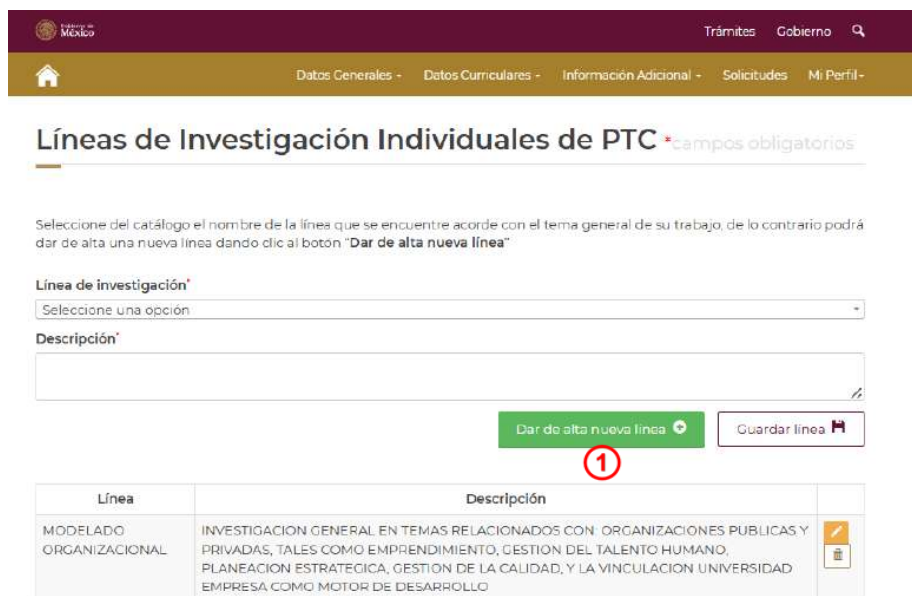 Gobierno de
México
Trámites Gobierno
Datos Generales - Datos Curriculares - Información Adicional - Solicitudes Mi Perfil-
Líneas de Investigación Individuales de PTC *campos obligatorios
Seleccione del catálogo el nombre de la línea que se encuentre acorde con el tema general de su trabajo, de lo contrario podrá
dar de alta una nueva línea dando clic al botón "Dar de alta nueva línea"
Línea de investigación*
Seleccione una opción
Descripción*
Dar de alta nueva línea Guardar línea
1
Línea Descripción
MODELADO ORGANIZACIONAL INVESTIGACION GENERAL EN TEMAS RELACIONADOS CON: ORGANIZACIONES PUBLICAS Y
PRIVADAS, TALES COMO EMPRENDIMIENTO, GESTION DEL TALENTO HUMANO,
PLANEACION ESTRATEGICA, GESTION DE LA CALIDAD, Y LA VINCULACION UNIVERSIDAD
EMPRESA COMO MOTOR DE DESARROLLO